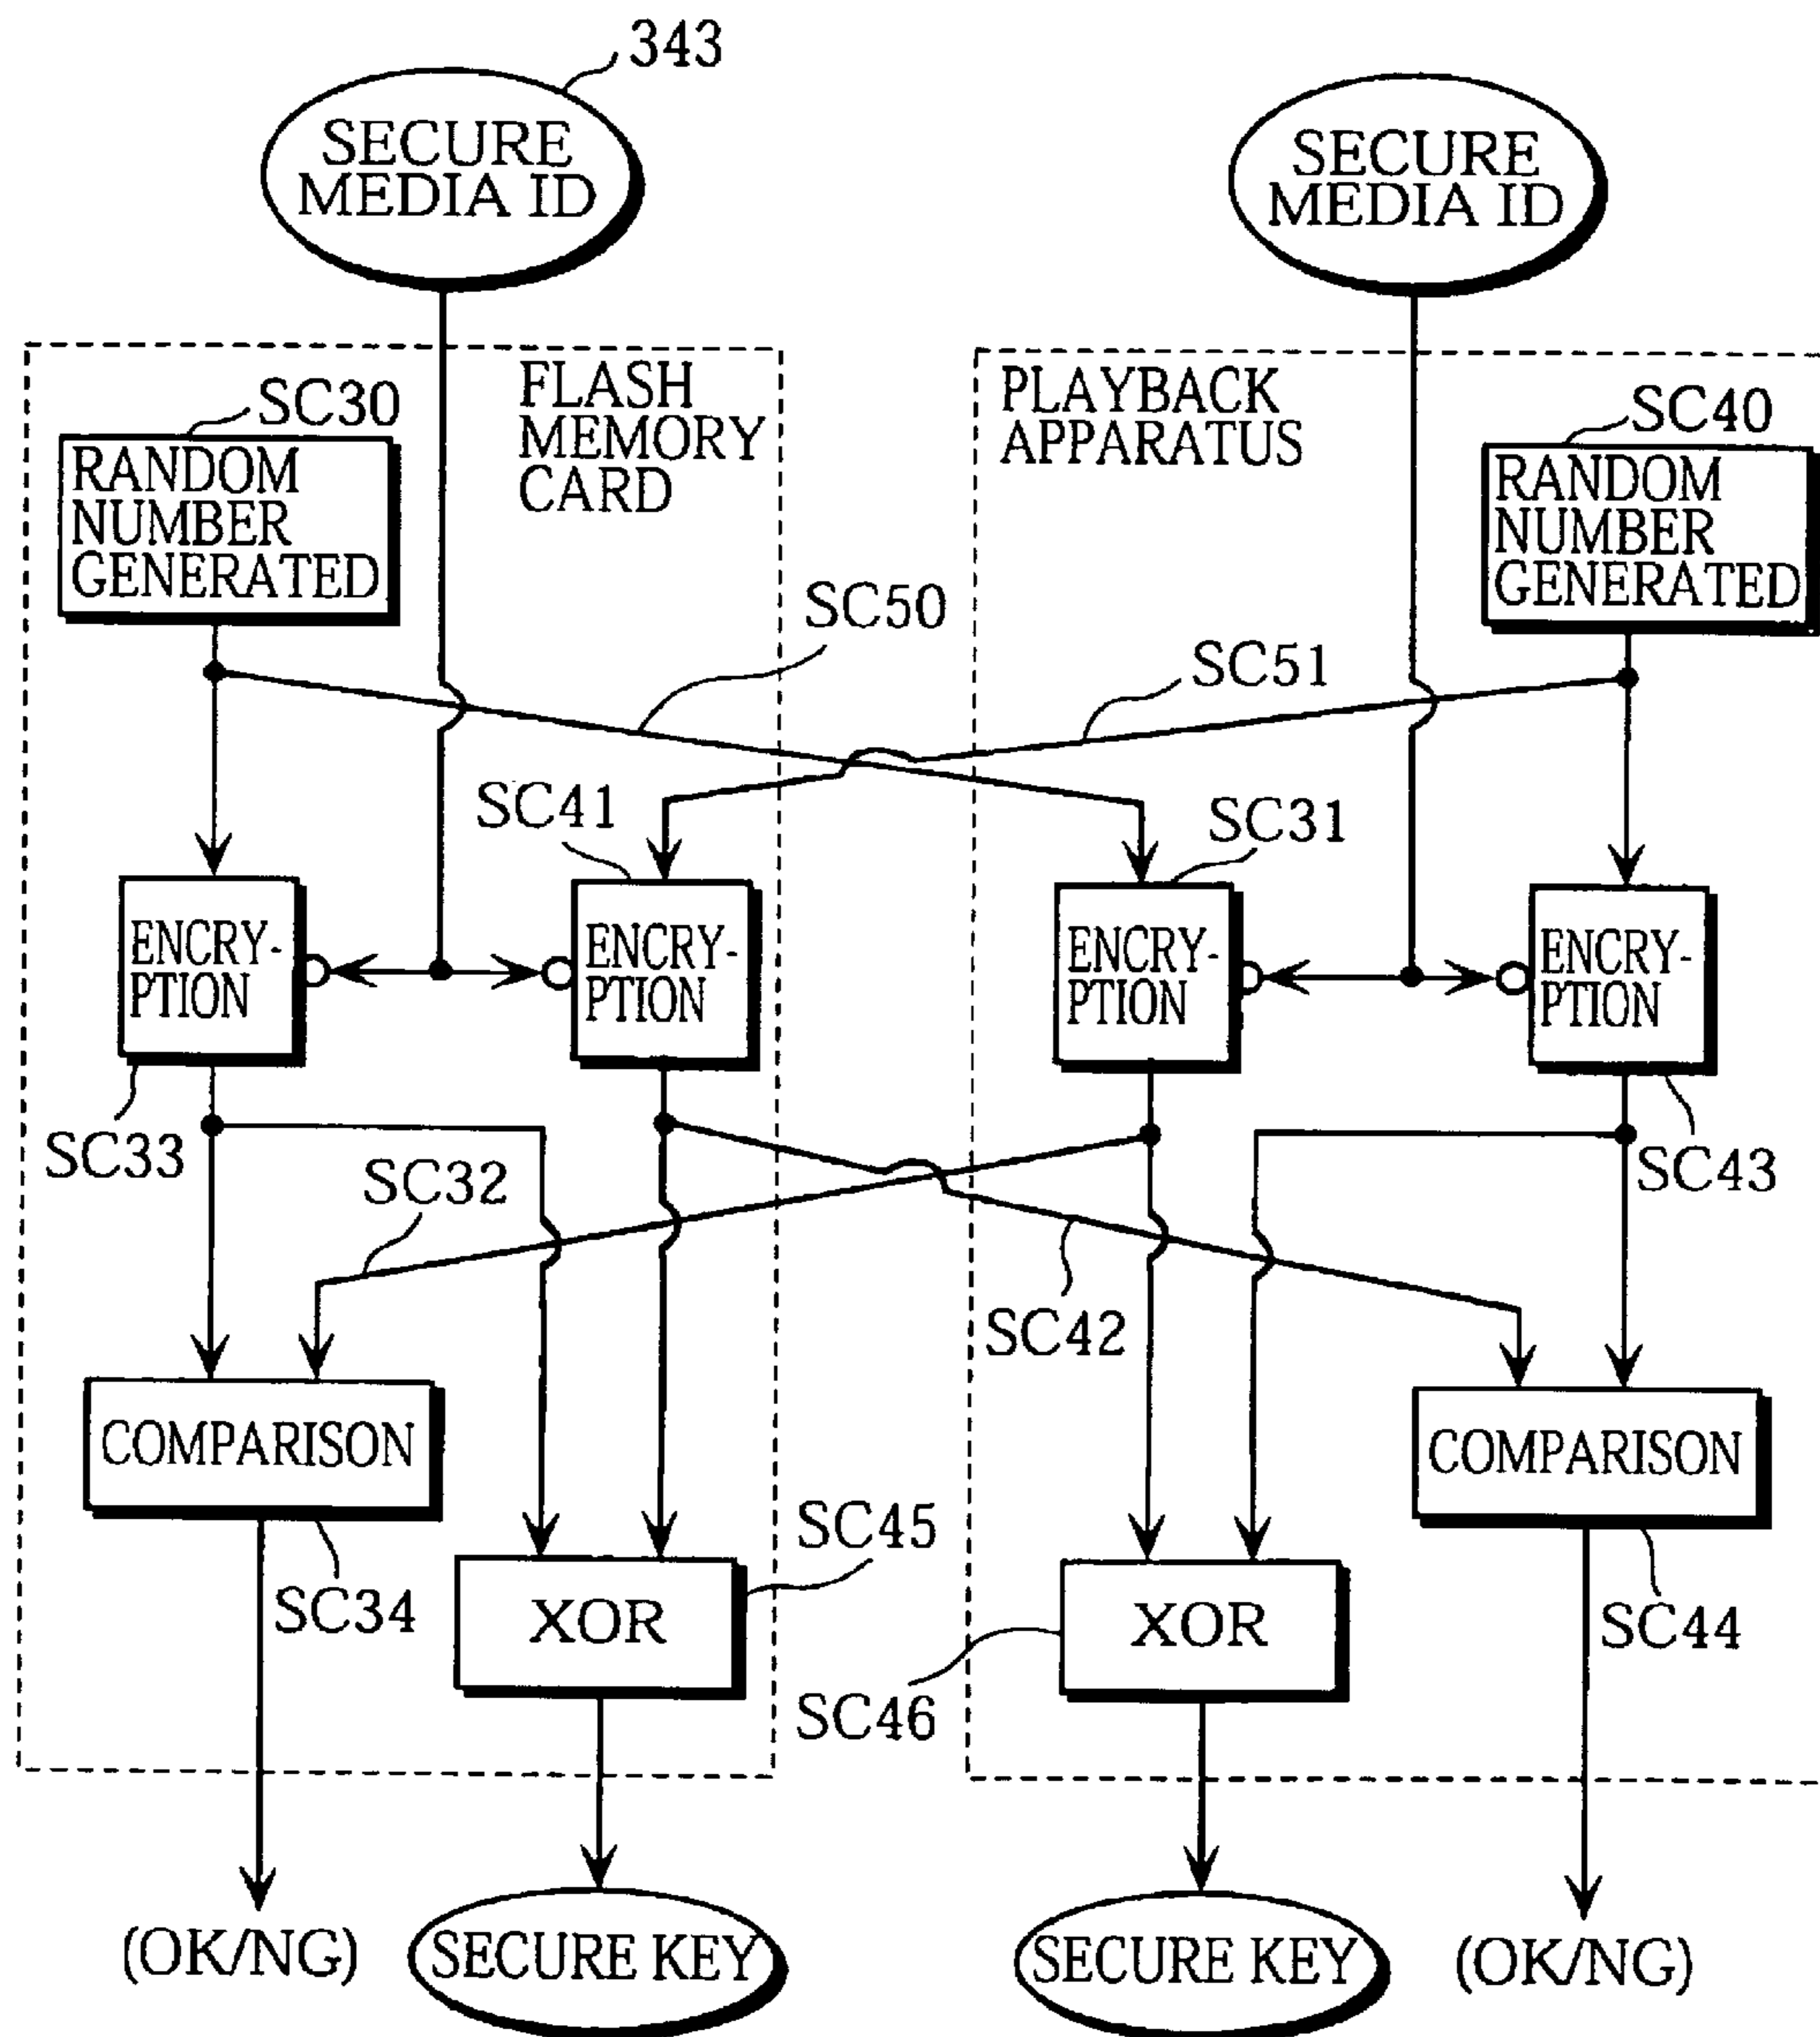 343
SECURE
MEDIA ID
SECURE
MEDIA ID
FLASH
MEMORY
CARD
PLAYBACK
APPARATUS
SC30
SC40
RANDOM
NUMBER
GENERATED
RANDOM
NUMBER
GENERATED
SC50
SC51
SC41
SC31
ENCRY-
PTION
ENCRY-
PTION
ENCRY-
PTION
ENCRY-
PTION
SC33
SC32
SC43
SC42
COMPARISON
COMPARISON
SC34
SC45
XOR
XOR
SC44
SC46
(OK/NG)
SECURE KEY
SECURE KEY
(OK/NG)